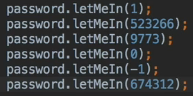 password.letMeIn(1);
password.letMeIn(523266);
password.letMeIn(9773);
password.letMeIn(0);
password.letMeIn(-1);
password.letMeIn(674312);